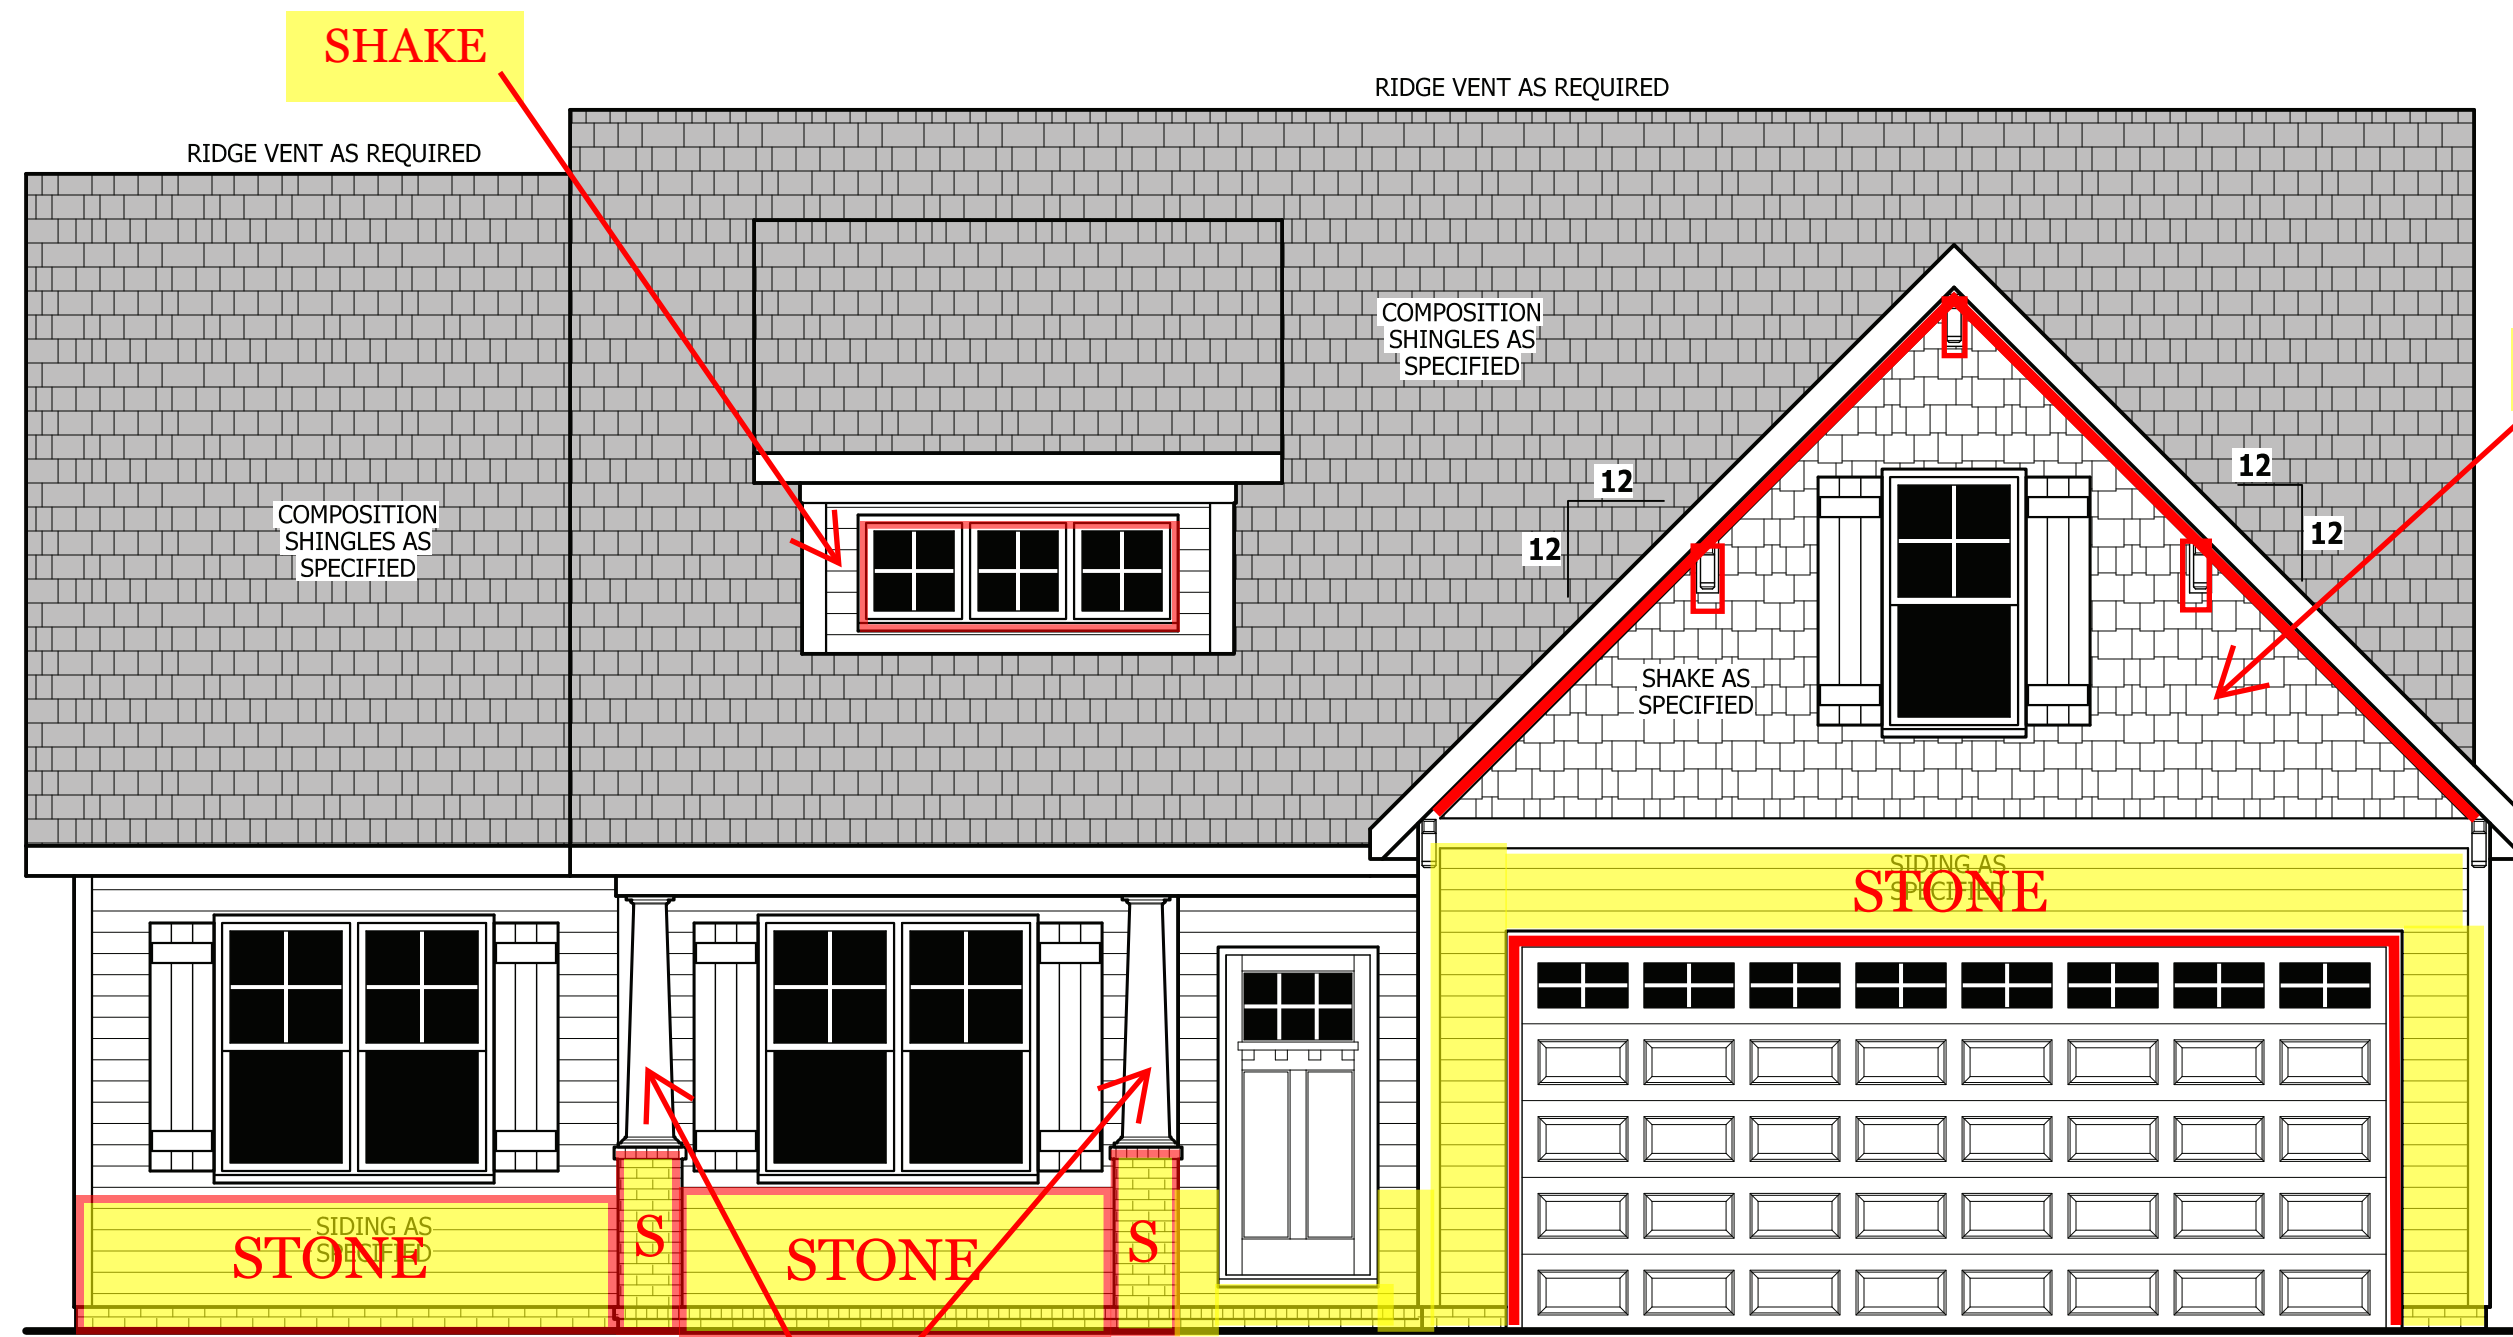 SHAKE
RIDGE VENT AS REQUIRED
RIDGE VENT AS REQUIRED
COMPOSITION
SHINGLES AS
SPECIFIED
12
12
12
12
COMPOSITION
SHINGLES AS
SPECIFIED
SHAKE AS
SPECIFIED
SIDING AS
SPECIFIED
STONE
SIDING AS
SPECIFIED
STONE
S
STONE
S